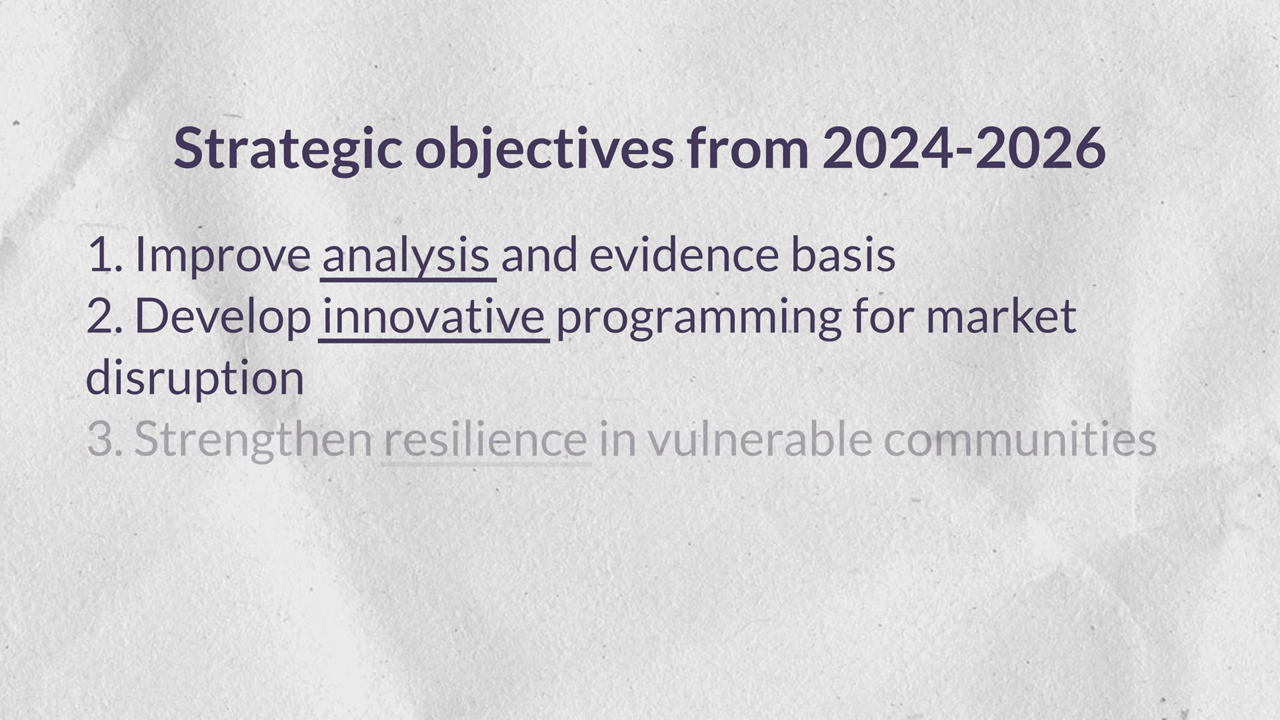 Strategic objectives from 2024-2026
1. Improve analysis and evidence basis
2. Develop innovative programming for market
disruption
3. Strengthen resilience in vulnerable communities